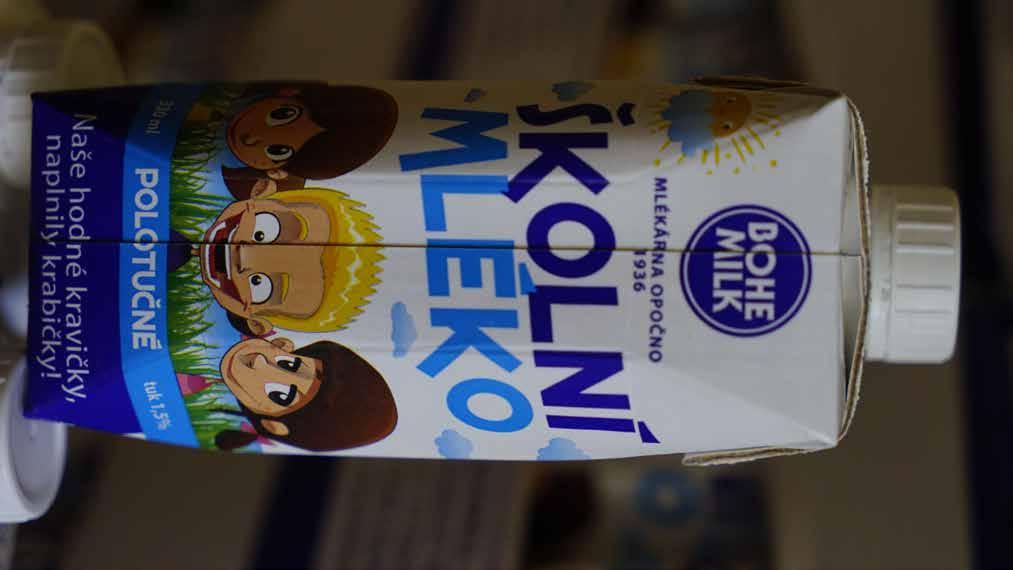 BOHE
MILK
MLÉKÁRNA OPOČNO
1936
ŠKOLNÍ
MLÉKO
330 ml POLOTUČNÉ tuk 1,5%
Naše hodné kravičky,
naplnily krabičky!